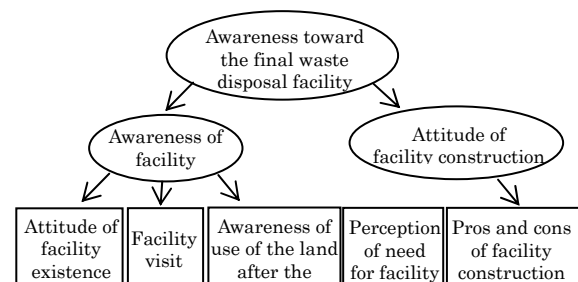 Awareness toward
the final waste
disposal facility
Awareness of
facility
Attitude of
facility construction
Attitude of
facility
existence
Facility
visit
Awareness of
use of the land
after the
Perception
of need
for facility
Pros and cons
of facility
construction